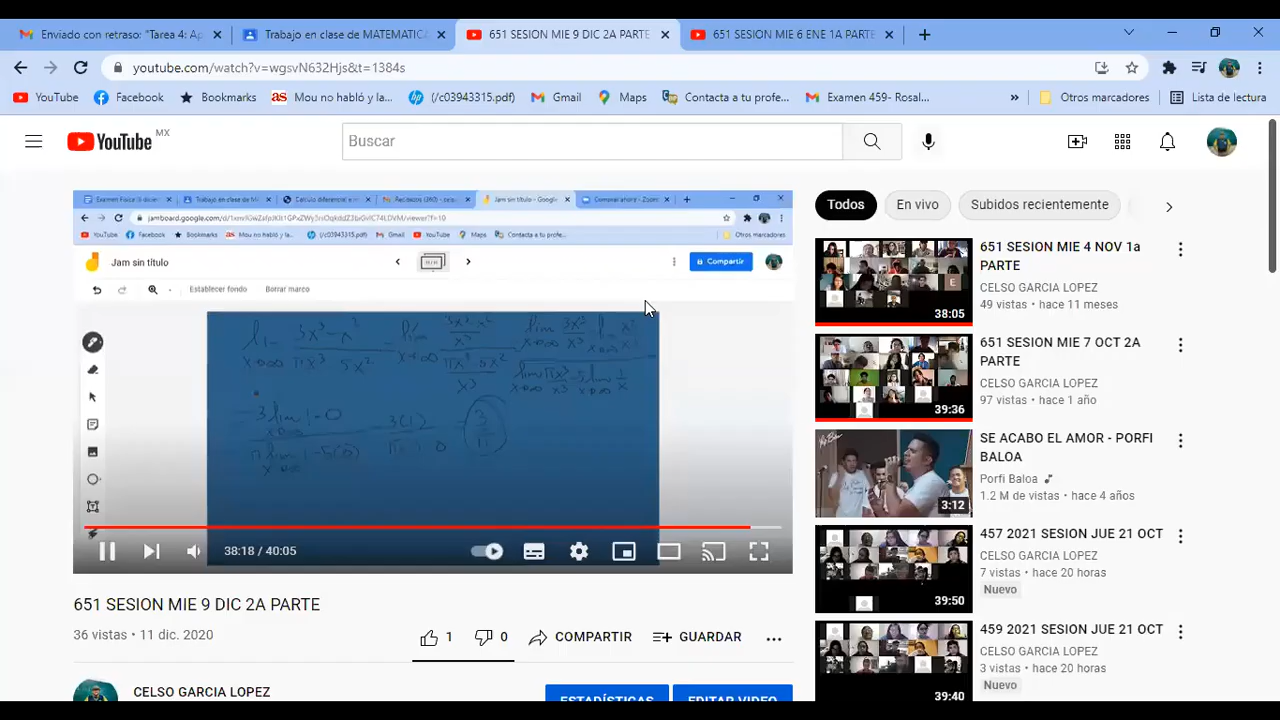 Enviado con retraso: "Tarea 4: Ap
Trabajo en clase de MATEMATICA
651 SESION MIE 9 DIC 2A PARTE
651 SESION MIE 6 ENE 1A PARTE
youtube.com/watch?v=wgsvN632Hjs&t=1384s
YouTube
Facebook
Bookmarks
Mou no habló y la...
(/c03943315.pdf)
Gmail
Maps
Contacta a tu profe...
Examen 459- Rosal...
»
Otros marcadores
Lista de lectura
YouTube MX
Buscar
Jam sin título
Compartir
Establecer fondo
Borrar marco
38:18 / 40:05
651 SESION MIE 9 DIC 2A PARTE
36 vistas • 11 dic. 2020
1
0
COMPARTIR
GUARDAR
CELSO GARCIA LOPEZ
ESTADÍSTICAS
EDITAR VIDEO
Todos
En vivo
Subidos recientemente
651 SESION MIE 4 NOV 1a
PARTE
CELSO GARCIA LOPEZ
49 vistas • hace 11 meses
38:05
651 SESION MIE 7 OCT 2A
PARTE
CELSO GARCIA LOPEZ
97 vistas • hace 1 año
39:36
SE ACABO EL AMOR - PORFI
BALOA
Porfi Baloa
1.2 M de vistas • hace 4 años
3:12
457 2021 SESION JUE 21 OCT
CELSO GARCIA LOPEZ
7 vistas • hace 20 horas
Nuevo
39:50
459 2021 SESION JUE 21 OCT
CELSO GARCIA LOPEZ
3 vistas • hace 20 horas
Nuevo
39:40